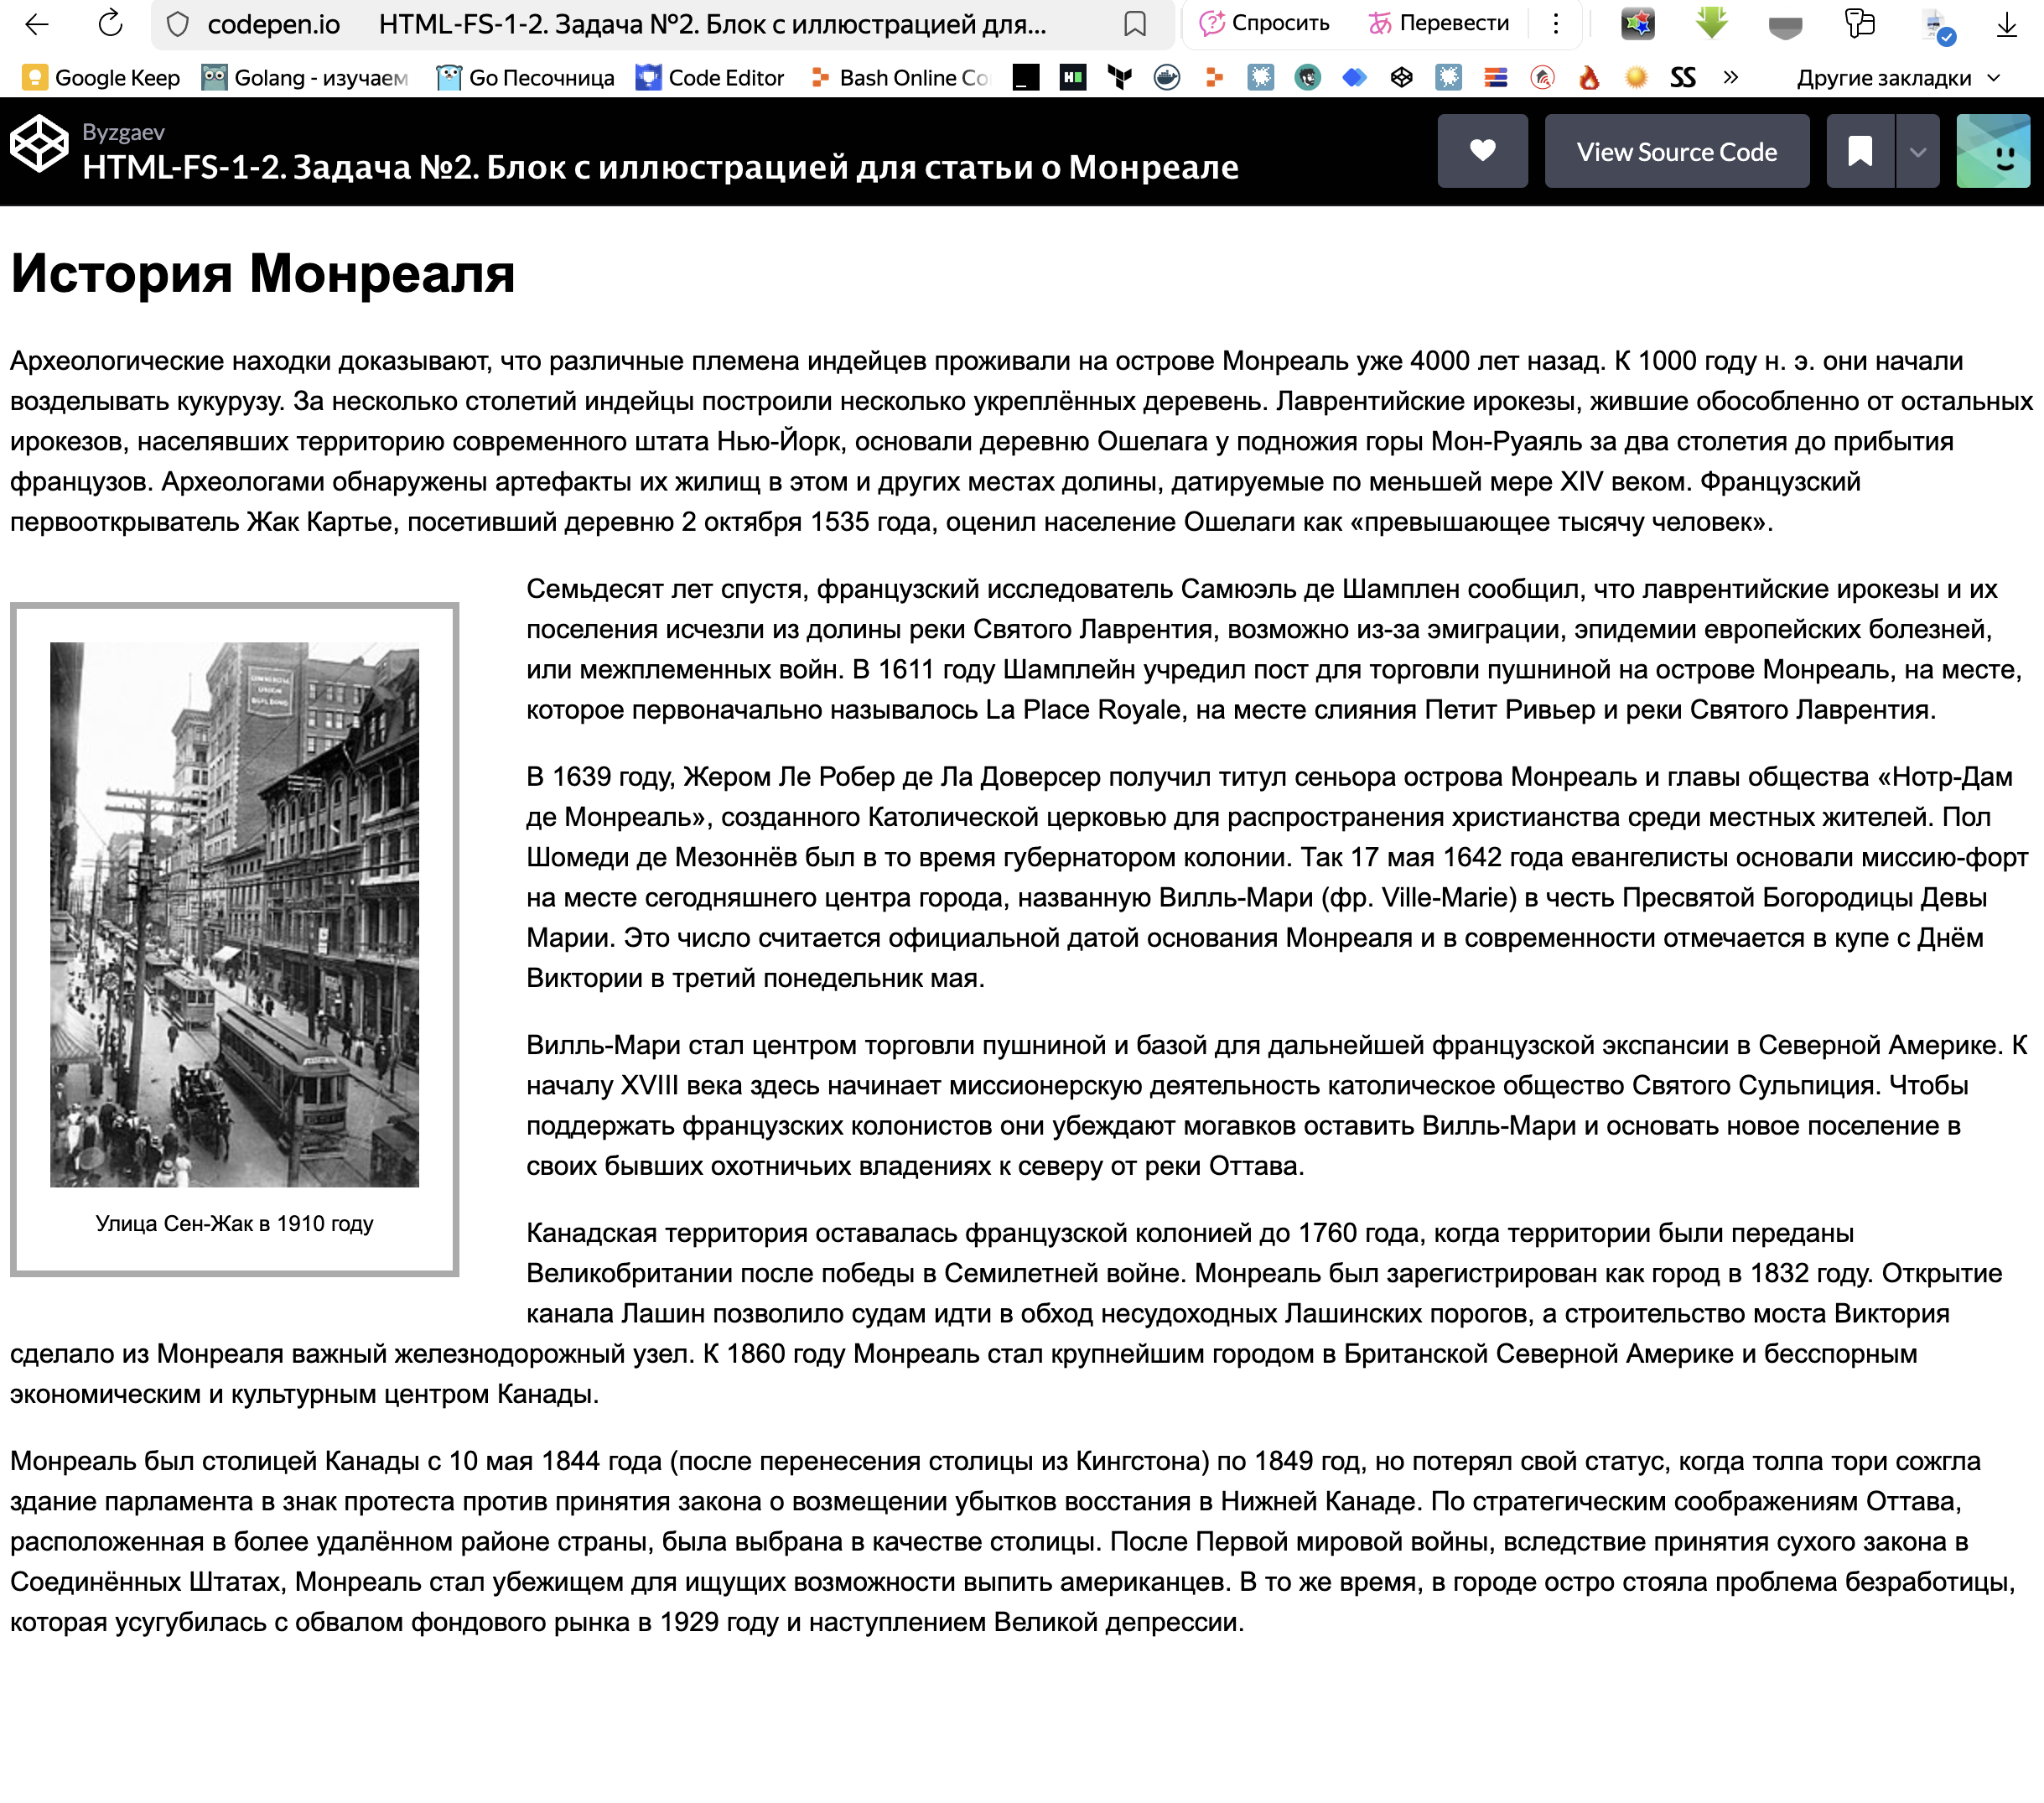 codepen.io HTML-FS-1-2. Задача №2. Блок с иллюстрацией для...
Спросить
Перевести
Google Keep
Golang - изучаем
Go Песочница
Code Editor
Bash Online Co
H
SS
»
Другие закладки
Byzgaev
HTML-FS-1-2. Задача №2. Блок с иллюстрацией для статьи о Монреале
View Source Code
История Монреаля
Археологические находки доказывают, что различные племена индейцев проживали на острове Монреаль уже 4000 лет назад. К 1000 году н. э. они начали
возделывать кукурузу. За несколько столетий индейцы построили несколько укреплённых деревень. Лаврентийские ирокезы, жившие обособленно от остальных
ирокезов, населявших территорию современного штата Нью-Йорк, основали деревню Ошелага у подножия горы Мон-Руаяль за два столетия до прибытия
французов. Археологами обнаружены артефакты их жилищ в этом и других местах долины, датируемые по меньшей мере XIV веком. Французский
первооткрыватель Жак Картье, посетивший деревню 2 октября 1535 года, оценил население Ошелаги как «превышающее тысячу человек».
UNION
BUILDING
Улица Сен-Жак в 1910 году
Семьдесят лет спустя, французский исследователь Самюэль де Шамплен сообщил, что лаврентийские ирокезы и их
поселения исчезли из долины реки Святого Лаврентия, возможно из-за эмиграции, эпидемии европейских болезней,
или межплеменных войн. В 1611 году Шамплейн учредил пост для торговли пушниной на острове Монреаль, на месте,
которое первоначально называлось La Place Royale, на месте слияния Петит Ривьер и реки Святого Лаврентия.
В 1639 году, Жером Ле Робер де Ла Доверсер получил титул сеньора острова Монреаль и главы общества «Нотр-Дам
де Монреаль», созданного Католической церковью для распространения христианства среди местных жителей. Пол
Шомеди де Мезоннёв был в то время губернатором колонии. Так 17 мая 1642 года евангелисты основали миссию-форт
на месте сегодняшнего центра города, названную Вилль-Мари (фр. Ville-Marie) в честь Пресвятой Богородицы Девы
Марии. Это число считается официальной датой основания Монреаля и в современности отмечается в купе с Днём
Виктории в третий понедельник мая.
Вилль-Мари стал центром торговли пушниной и базой для дальнейшей французской экспансии в Северной Америке. К
началу XVIII века здесь начинает миссионерскую деятельность католическое общество Святого Сульпиция. Чтобы
поддержать французских колонистов они убеждают могавков оставить Вилль-Мари и основать новое поселение в
своих бывших охотничьих владениях к северу от реки Оттава.
Канадская территория оставалась французской колонией до 1760 года, когда территории были переданы
Великобритании после победы в Семилетней войне. Монреаль был зарегистрирован как город в 1832 году. Открытие
канала Лашин позволило судам идти в обход несудоходных Лашинских порогов, а строительство моста Виктория
сделало из Монреаля важный железнодорожный узел. К 1860 году Монреаль стал крупнейшим городом в Британской Северной Америке и бесспорным
экономическим и культурным центром Канады.
Монреаль был столицей Канады с 10 мая 1844 года (после перенесения столицы из Кингстона) по 1849 год, но потерял свой статус, когда толпа тори сожгла
здание парламента в знак протеста против принятия закона о возмещении убытков восстания в Нижней Канаде. По стратегическим соображениям Оттава,
расположенная в более удалённом районе страны, была выбрана в качестве столицы. После Первой мировой войны, вследствие принятия сухого закона в
Соединённых Штатах, Монреаль стал убежищем для ищущих возможности выпить американцев. В то же время, в городе остро стояла проблема безработицы,
которая усугубилась с обвалом фондового рынка в 1929 году и наступлением Великой депрессии.